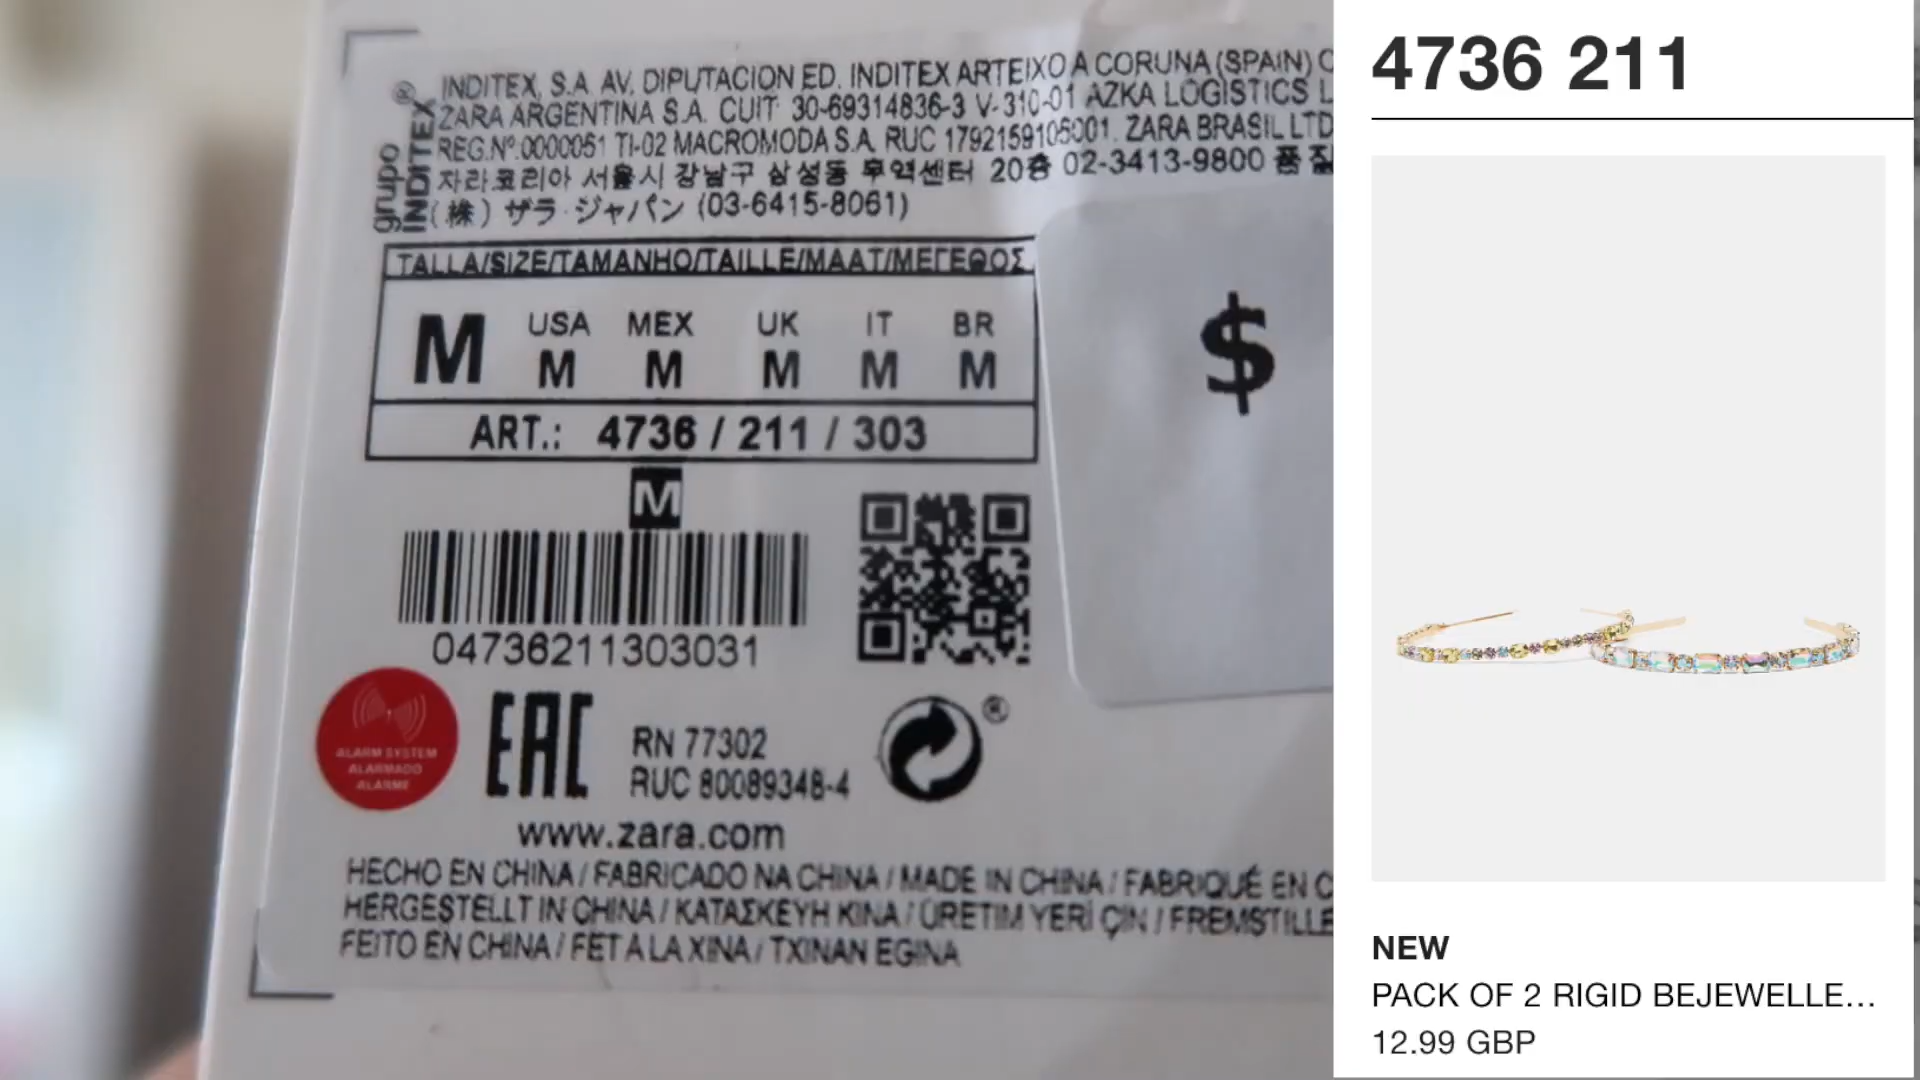 grupo INDITEX®
INDITEX, S.A. AV. DIPUTACION ED. INDITEX ARTEIXO A CORUNA (SPAIN) C
ZARA ARGENTINA S.A. CUIT: 30-69314836-3 V-310-01 AZKA LOGISTICS L
REG.Nº.0000051 TI-02 MACROMODA S.A. RUC 1792159105001. ZARA BRASIL LTD
자라코리아 서울시 강남구 삼성동 무역센터 20층 02-3413-9800 품질
(株) ザラ·ジャパン (03-6415-8061)
TALLA/SIZE/TAMANHO/TAILLE/MAAT/ΜΕΓΕΘΟΣ
M USA MEX UK IT BR
M M M M M
ART.: 4736 / 211 / 303
M
$
04736211303031
ALARM SYSTEM
ALARMADO
ALARME
EAC
RN 77302
RUC 80089348-4
®
www.zara.com
HECHO EN CHINA / FABRICADO NA CHINA / MADE IN CHINA / FABRIQUÉ EN C
HERGESTELLT IN CHINA / ΚΑΤΑΣΚΕΥΗ ΚΙΝΑ / ÜRETIM YERİ ÇİN / FREMSTILLE
FEITO EN CHINA / FET A LA XINA / TXINAN EGINA
4736 211
NEW
PACK OF 2 RIGID BEJEWELLE...
12.99 GBP